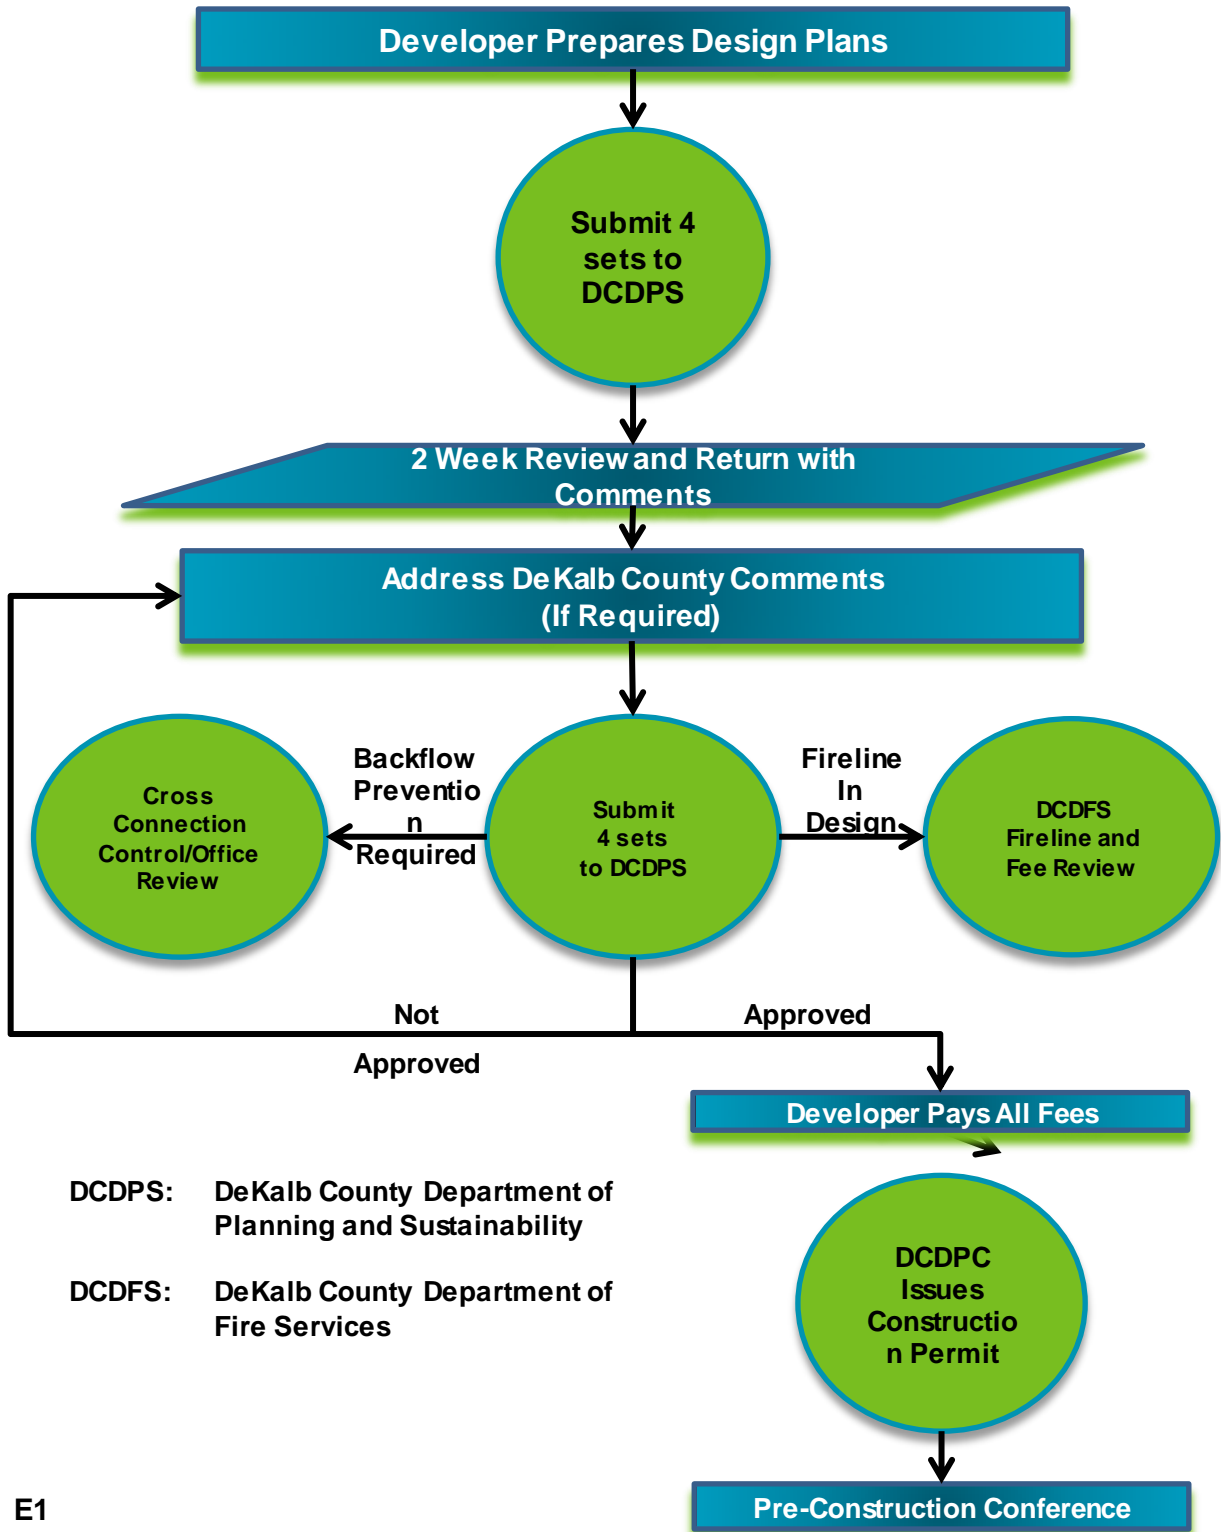 Developer Prepares Design Plans
Submit 4
sets to
DCDPS
2 Week Review and Return with
Comments
Address DeKalb County Comments
(If Required)
Cross
Connection
Control/Office
Review
Backflow
Preventio
n
Required
Submit
4 sets
to DCDPS
Fireline
In
Design
DCDFS
Fireline and
Fee Review
Not
Approved
Approved
Developer Pays All Fees
DCDPS: DeKalb County Department of
Planning and Sustainability
DCDFS: DeKalb County Department of
Fire Services
DCDPC
Issues
Constructio
n Permit
Pre-Construction Conference
E1